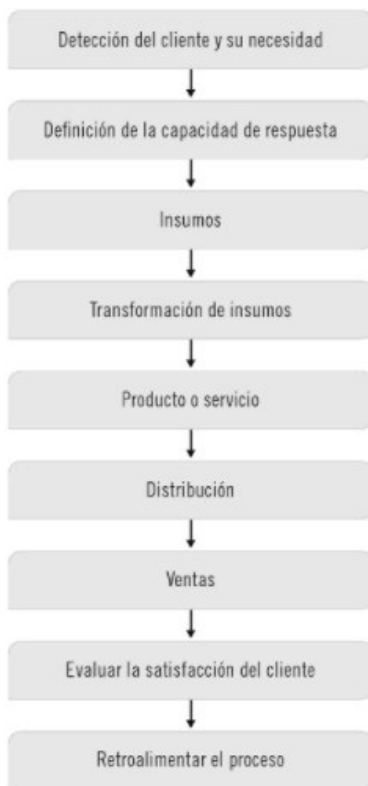 Detección del cliente y su necesidad
Definición de la capacidad de respuesta
Insumos
Transformación de insumos
Producto o servicio
Distribución
Ventas
Evaluar la satisfacción del cliente
Retroalimentar el proceso